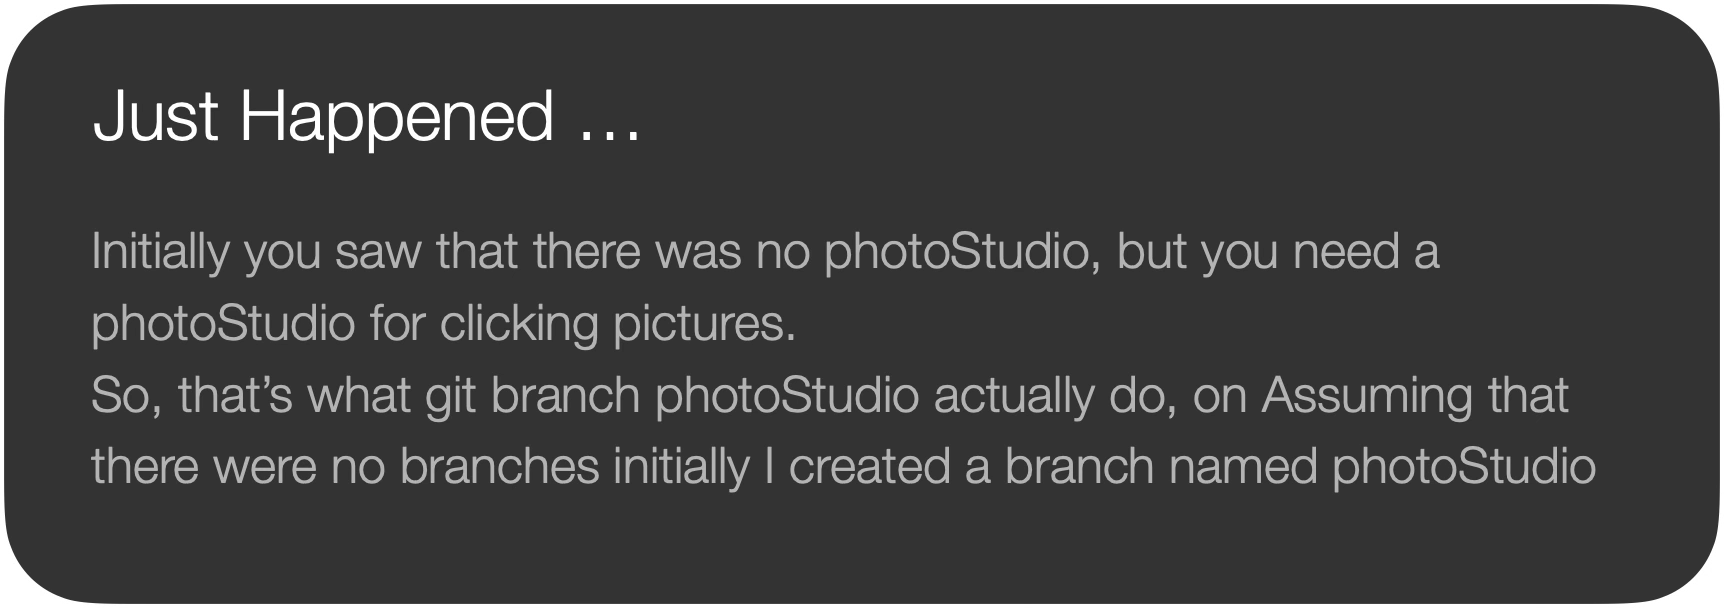 Just Happened …
Initially you saw that there was no photoStudio, but you need a
photoStudio for clicking pictures.
So, that’s what git branch photoStudio actually do, on Assuming that
there were no branches initially I created a branch named photoStudio